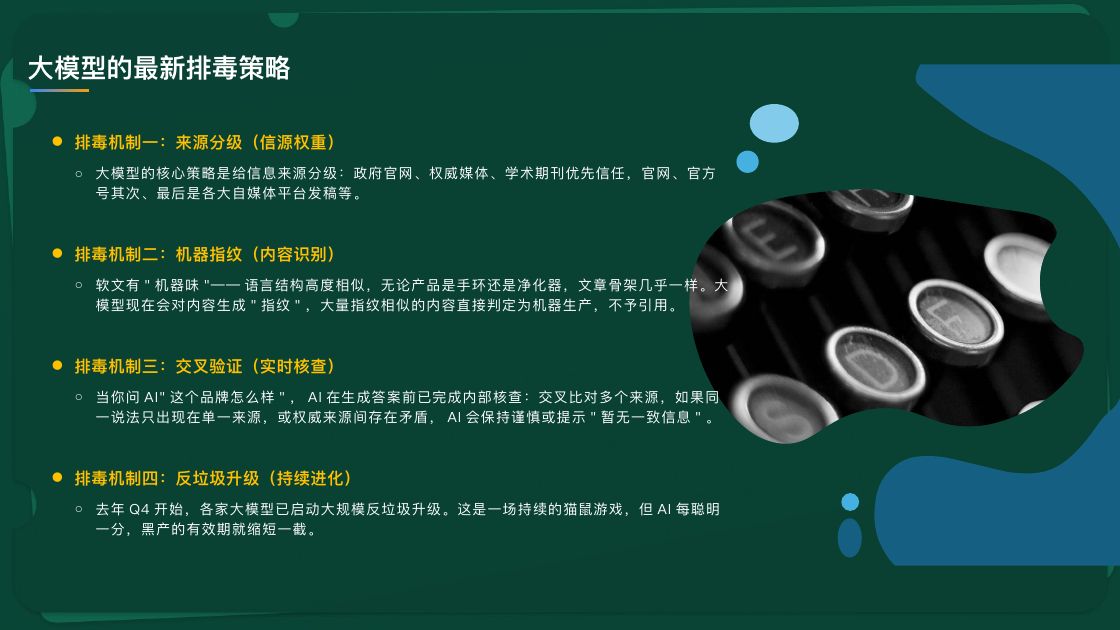 大模型的最新排毒策略
排毒机制一：来源分级（信源权重）
大模型的核心策略是给信息来源分级：政府官网、权威媒体、学术期刊优先信任，官网、官方
号其次、最后是各大自媒体平台发稿等。
排毒机制二：机器指纹（内容识别）
软文有 " 机器味 "—— 语言结构高度相似，无论产品是手环还是净化器，文章骨架几乎一样。大
模型现在会对内容生成 " 指纹 "，大量指纹相似的内容直接判定为机器生产，不予引用。
排毒机制三：交叉验证（实时核查）
当你问 AI" 这个品牌怎么样 "， AI 在生成答案前已完成内部核查：交叉比对多个来源，如果同
一说法只出现在单一来源，或权威来源间存在矛盾， AI 会保持谨慎或提示 " 暂无一致信息 " 。
排毒机制四：反垃圾升级（持续进化）
去年 Q4 开始，各家大模型已启动大规模反垃圾升级。这是一场持续的猫鼠游戏，但 AI 每聪明
一分，黑产的有效期就缩短一截。
E
R
F
D
S